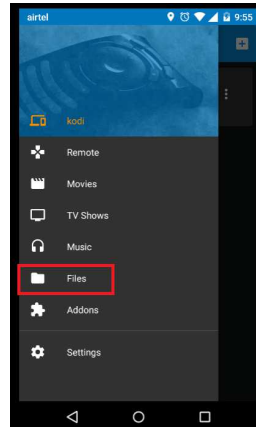 airtel
9:55
kodi
Remote
Movies
TV Shows
Music
Files
Addons
Settings